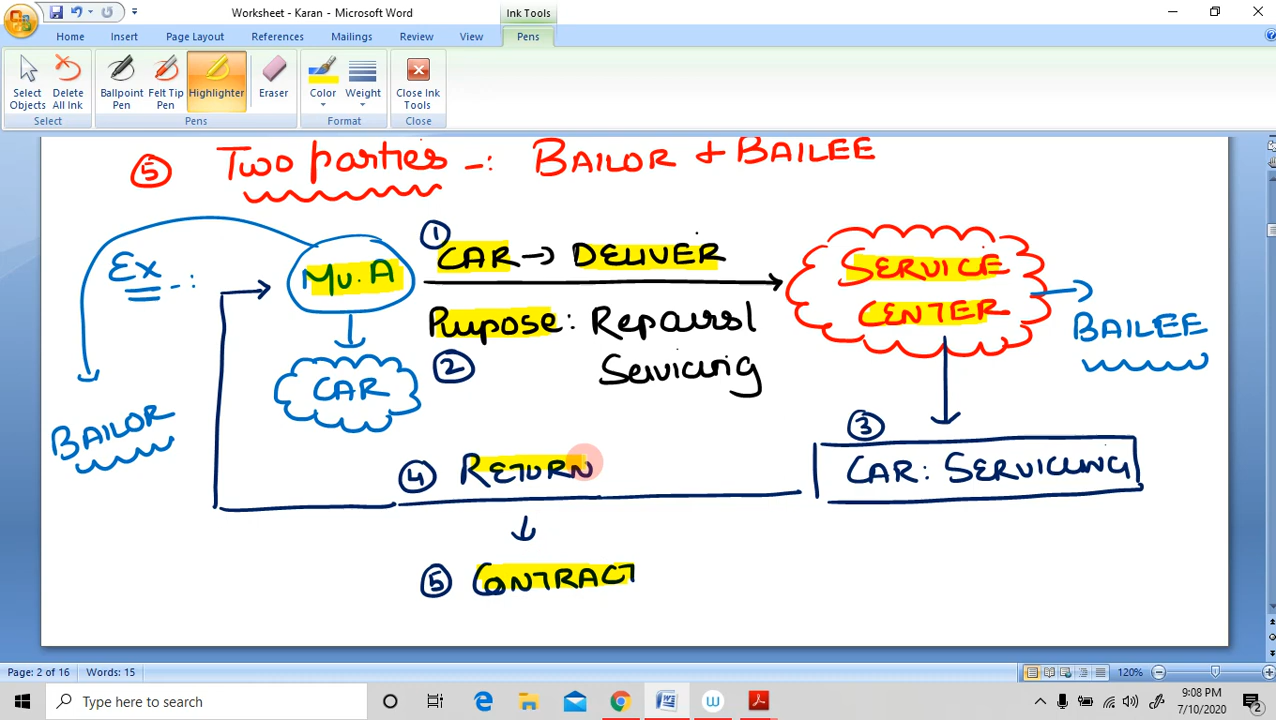 Worksheet - Karan - Microsoft Word
Ink Tools
Home Insert Page Layout References Mailings Review View Pens
Select Objects
Delete All Ink
Ballpoint Pen
Felt Tip Pen
Highlighter
Eraser
Color
Weight
Close Ink Tools
Select Pens Format Close
5 Two parties -: BAILOR + BAILEE
Ex -:
Mr. A
1 CAR → DELIVER
SERVICE CENTER
Purpose : Repairs/
Servicing
2
BAILEE
CAR
BAILOR
3
CAR: SERVICING
4 RETURN
5 CONTRACT
Page: 2 of 16 Words: 15 120%
Type here to search
9:08 PM
7/10/2020
2